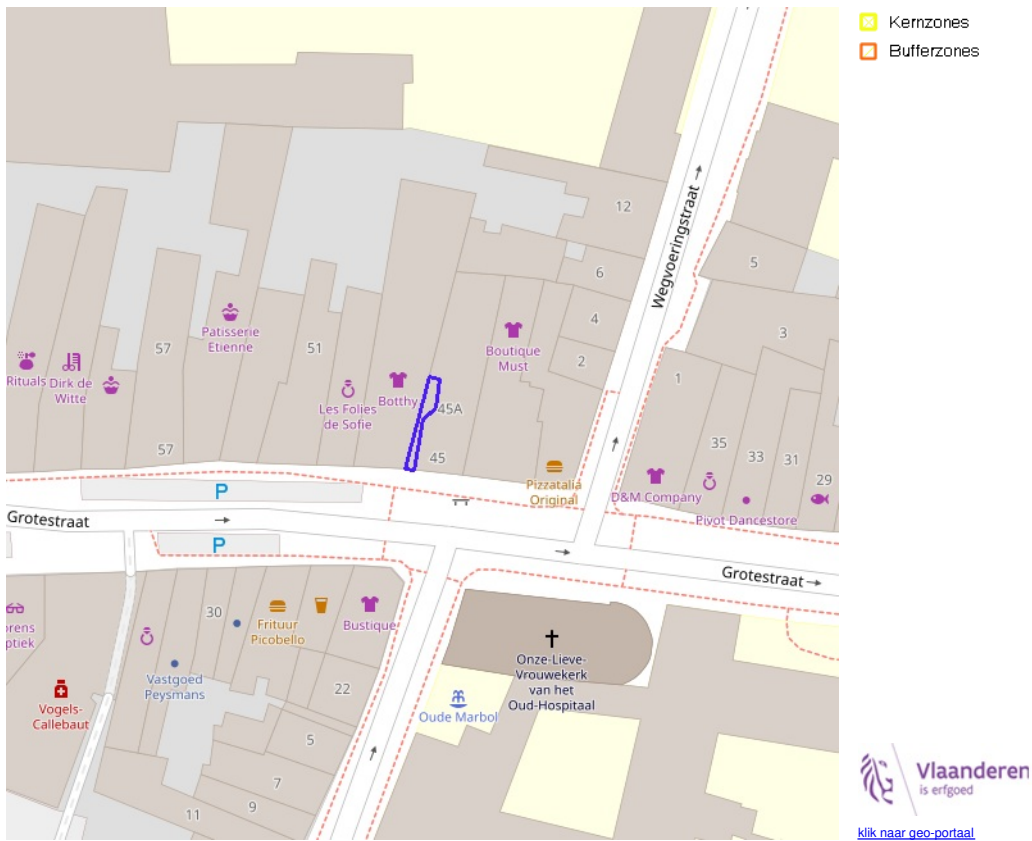 Kernzones
Bufferzones
12
Wegvoeringstraat
5
6
4
3
2
Patisserie
Etienne
57
51
Boutique
Must
Rituals
Dirk de
Witte
Les Folies
de Sofie
Botthy
45A
1
57
45
35
33
31
29
Pizzatalia
Original
D&M Company
Pivot Dancestore
P
Grotestraat
P
Grotestraat
30
Frituur
Picobello
Bustique
orens
ptiek
Vastgoed
Peysmans
22
Onze-Lieve-
Vrouwekerk
van het
Oud-Hospitaal
Vogels-
Callebaut
Oude Marbol
5
7
9
11
Vlaanderen
is erfgoed
klik naar geo-portaal